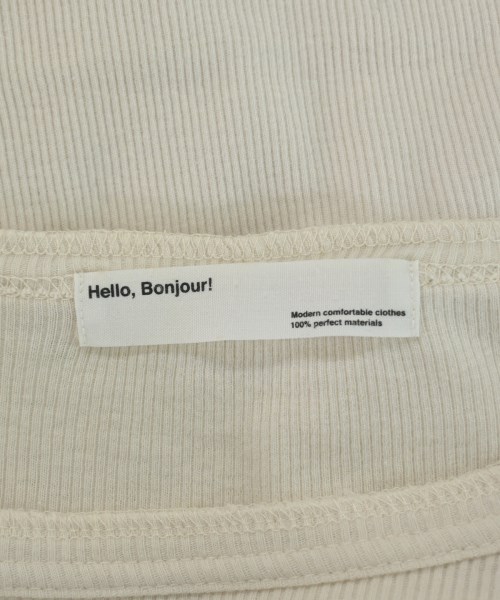 Hello, Bonjour!
Modern comfortable clothes
100% perfect materials